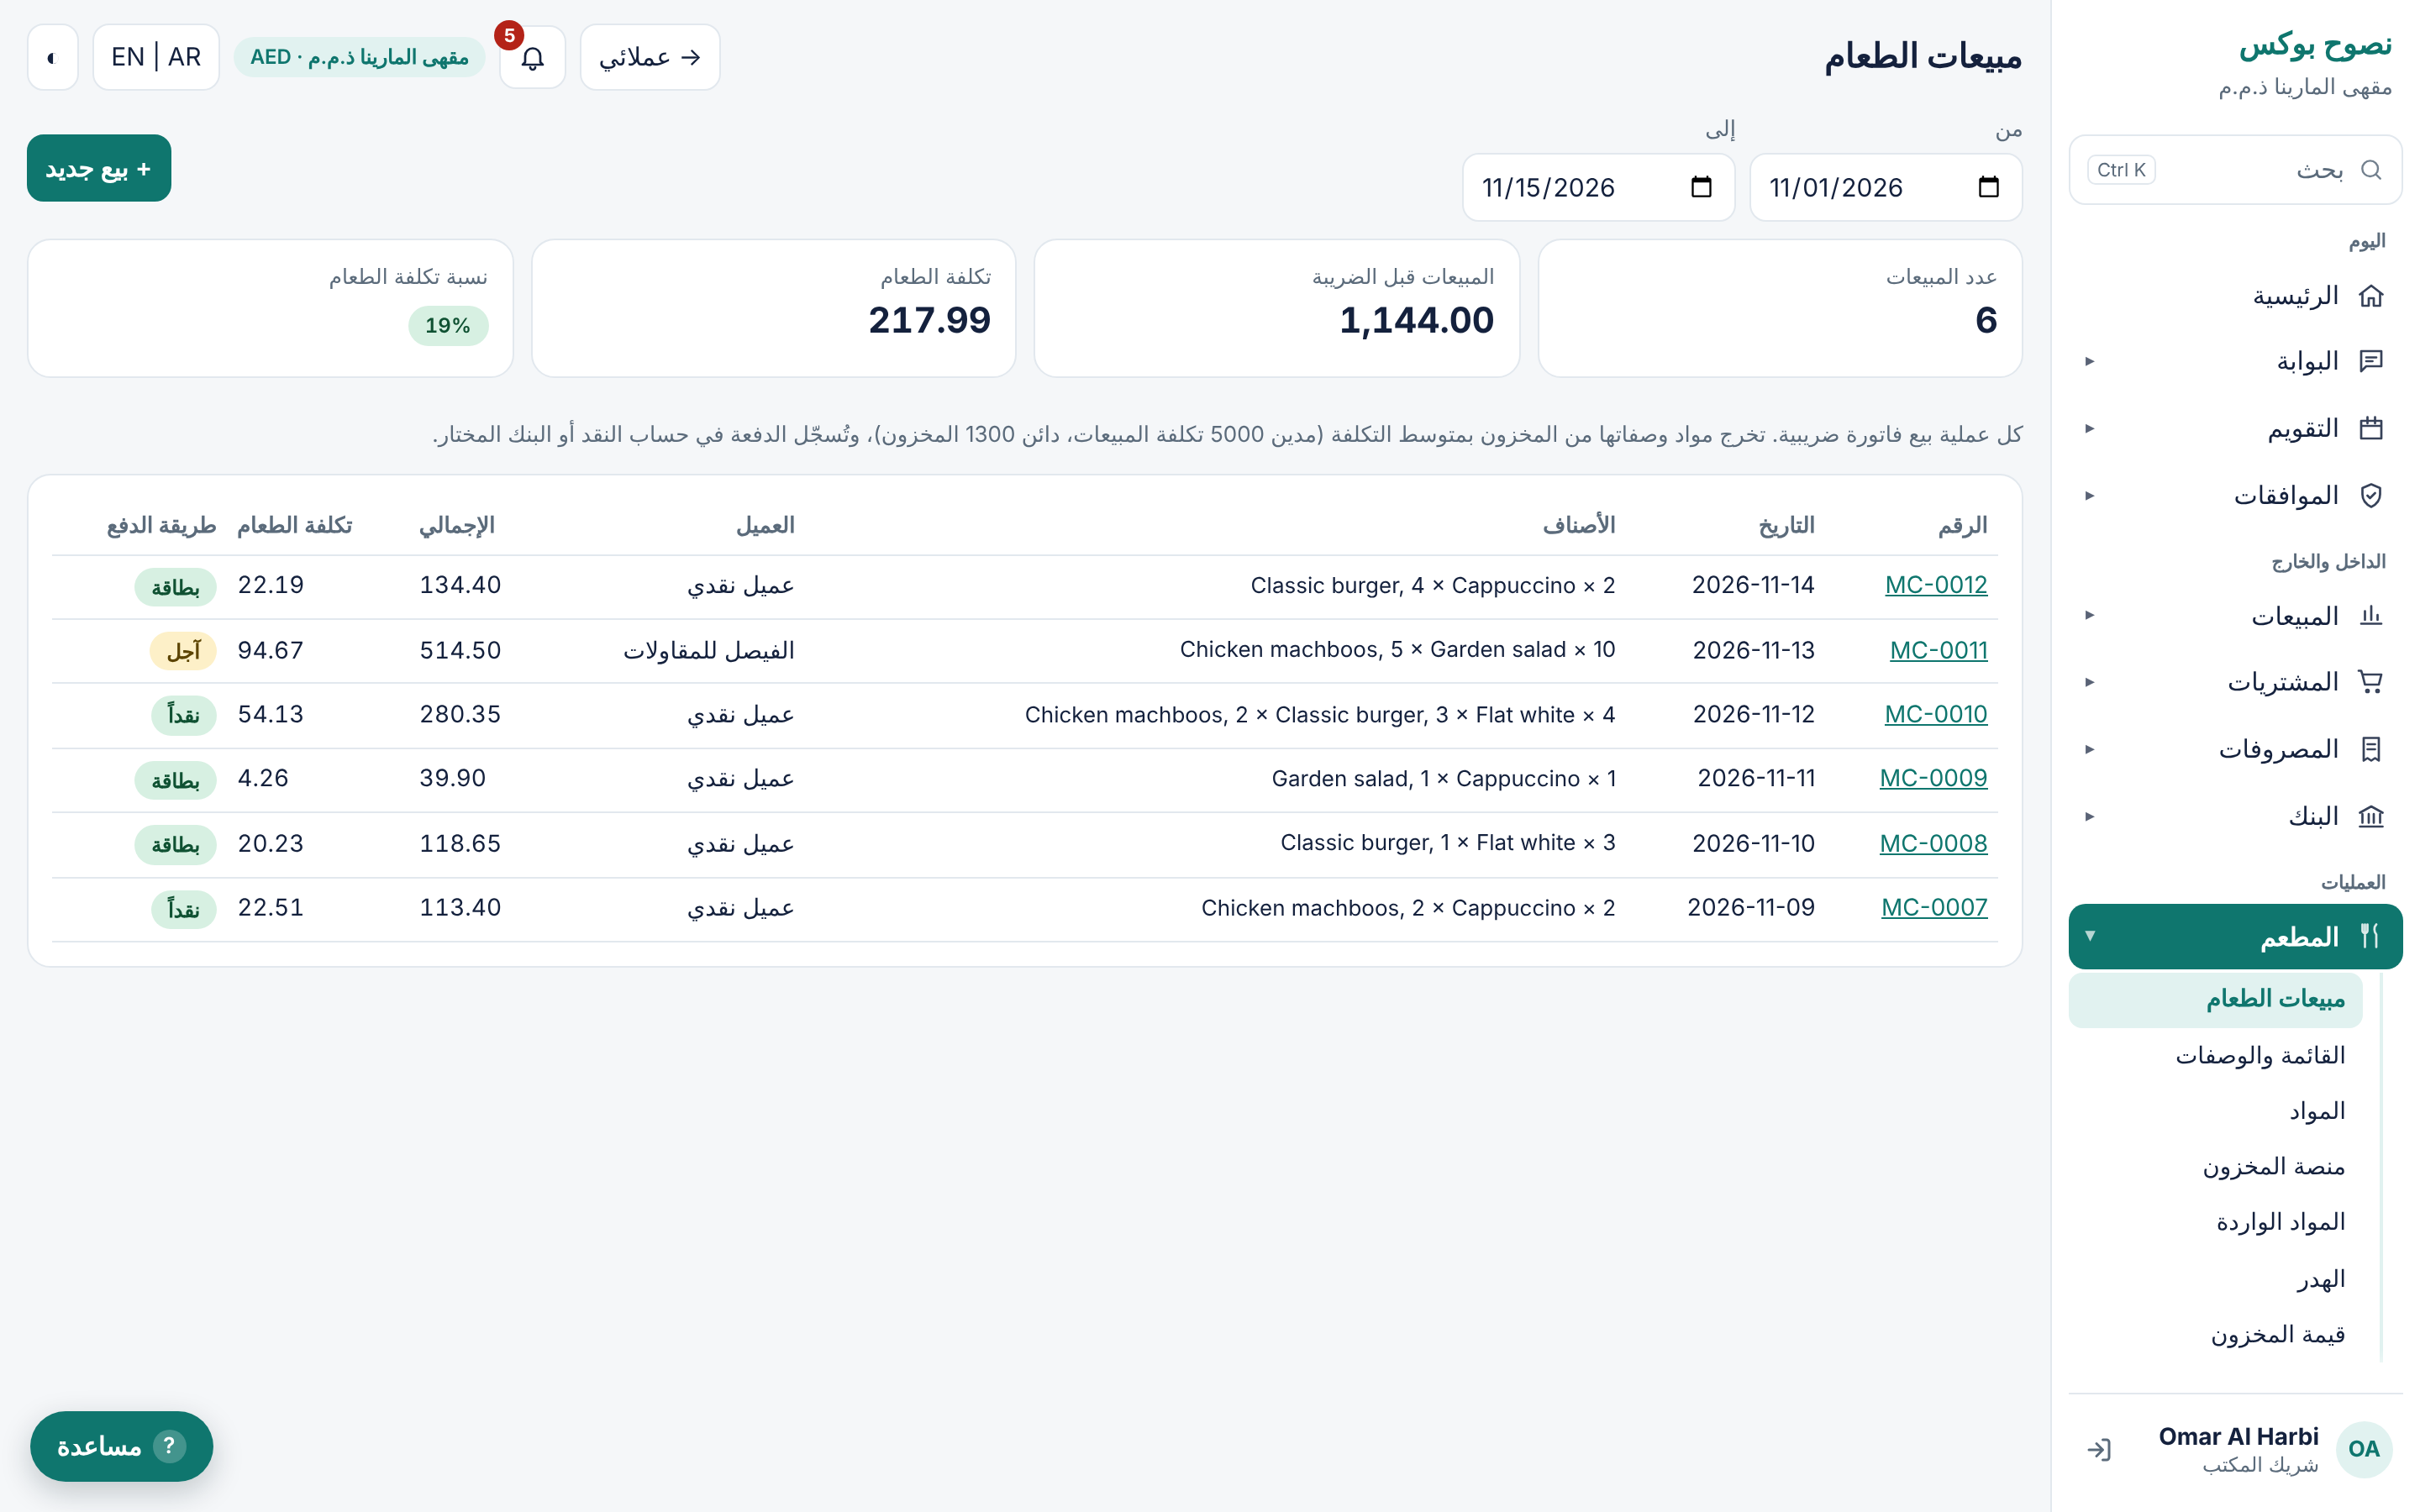 نصوح بوكس
مقهى المارينا ذ.م.م
بحث Ctrl K
اليوم
الرئيسية
البوابة
التقويم
الموافقات
الداخل والخارج
المبيعات
المشتريات
المصروفات
البنك
العمليات
المطعم
مبيعات الطعام
القائمة والوصفات
المواد
منصة المخزون
المواد الواردة
الهدر
قيمة المخزون
OA Omar Al Harbi
شريك المكتب
مبيعات الطعام
→ عملائي
5
مقهى المارينا ذ.م.م · AED
EN | AR
من
11/01/2026
إلى
11/15/2026
+ بيع جديد
عدد المبيعات
6
المبيعات قبل الضريبة
1,144.00
تكلفة الطعام
217.99
نسبة تكلفة الطعام
19%
كل عملية بيع فاتورة ضريبية. تخرج مواد وصفاتها من المخزون بمتوسط التكلفة (مدين 5000 تكلفة المبيعات، دائن 1300 المخزون)، وتُسجّل الدفعة في حساب النقد أو البنك المختار.
الرقم التاريخ الأصناف العميل الإجمالي تكلفة الطعام طريقة الدفع
MC-0012 2026-11-14 Classic burger, 4 × Cappuccino × 2 عميل نقدي 134.40 22.19 بطاقة
MC-0011 2026-11-13 Chicken machboos, 5 × Garden salad × 10 الفيصل للمقاولات 514.50 94.67 آجل
MC-0010 2026-11-12 Chicken machboos, 2 × Classic burger, 3 × Flat white × 4 عميل نقدي 280.35 54.13 نقداً
MC-0009 2026-11-11 Garden salad, 1 × Cappuccino × 1 عميل نقدي 39.90 4.26 بطاقة
MC-0008 2026-11-10 Classic burger, 1 × Flat white × 3 عميل نقدي 118.65 20.23 بطاقة
MC-0007 2026-11-09 Chicken machboos, 2 × Cappuccino × 2 عميل نقدي 113.40 22.51 نقداً
? مساعدة